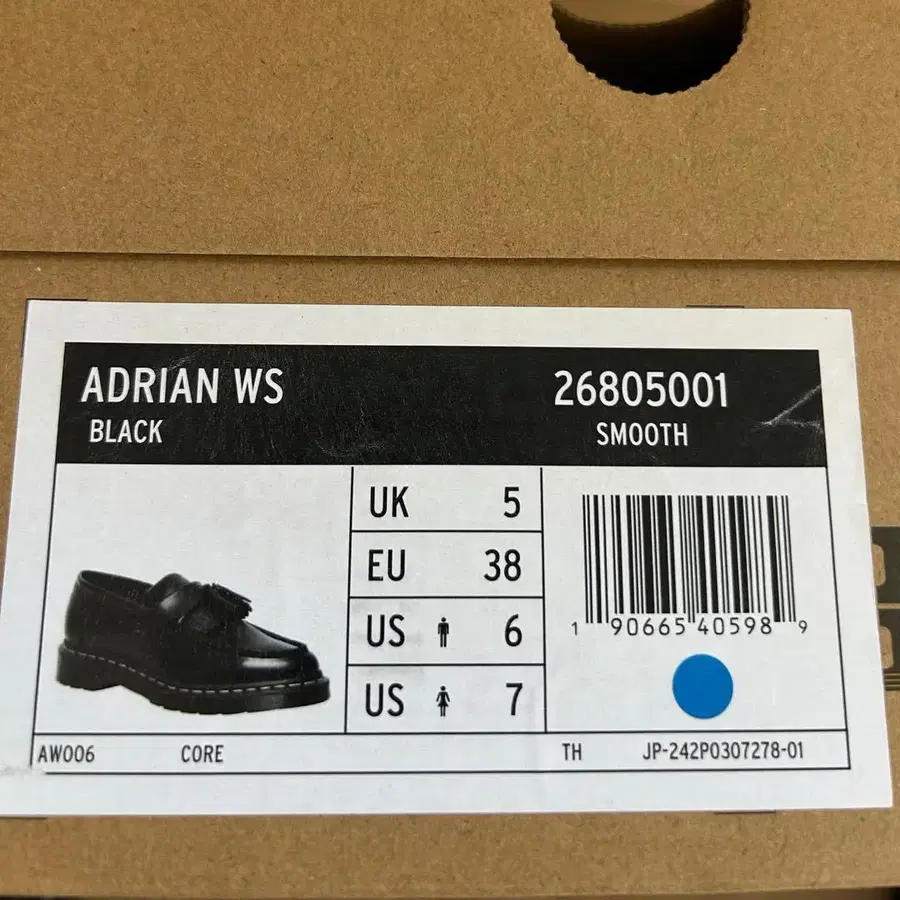 ADRIAN WS 26805001
BLACK SMOOTH
UK 5
EU 38
US 6
US 7
1 90665 40598 9
AW006 CORE TH JP-242P0307278-01